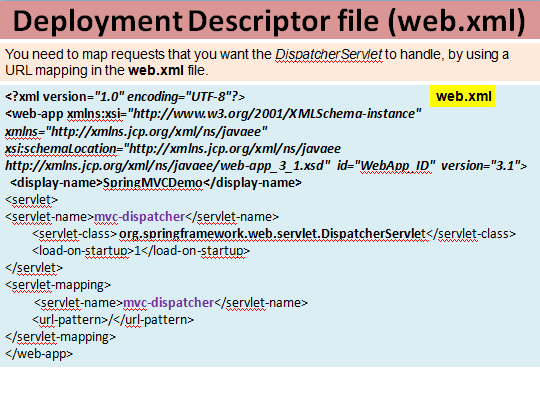 Deployment Descriptor file (web.xml)
You need to map requests that you want the DispatcherServlet to handle, by using a
URL mapping in the web.xml file.
web.xml
<?xml version="1.0" encoding="UTF-8"?>
<web-app xmlns:xsi="http://www.w3.org/2001/XMLSchema-instance"
xmlns="http://xmlns.jcp.org/xml/ns/javaee"
xsi:schemaLocation="http://xmlns.jcp.org/xml/ns/javaee
http://xmlns.jcp.org/xml/ns/javaee/web-app_3_1.xsd" id="WebApp_ID" version="3.1">
<display-name>SpringMVCDemo</display-name>
<servlet>
<servlet-name>mvc-dispatcher</servlet-name>
<servlet-class> org.springframework.web.servlet.DispatcherServlet</servlet-class>
<load-on-startup>1</load-on-startup>
</servlet>
<servlet-mapping>
<servlet-name>mvc-dispatcher</servlet-name>
<url-pattern>/</url-pattern>
</servlet-mapping>
</web-app>